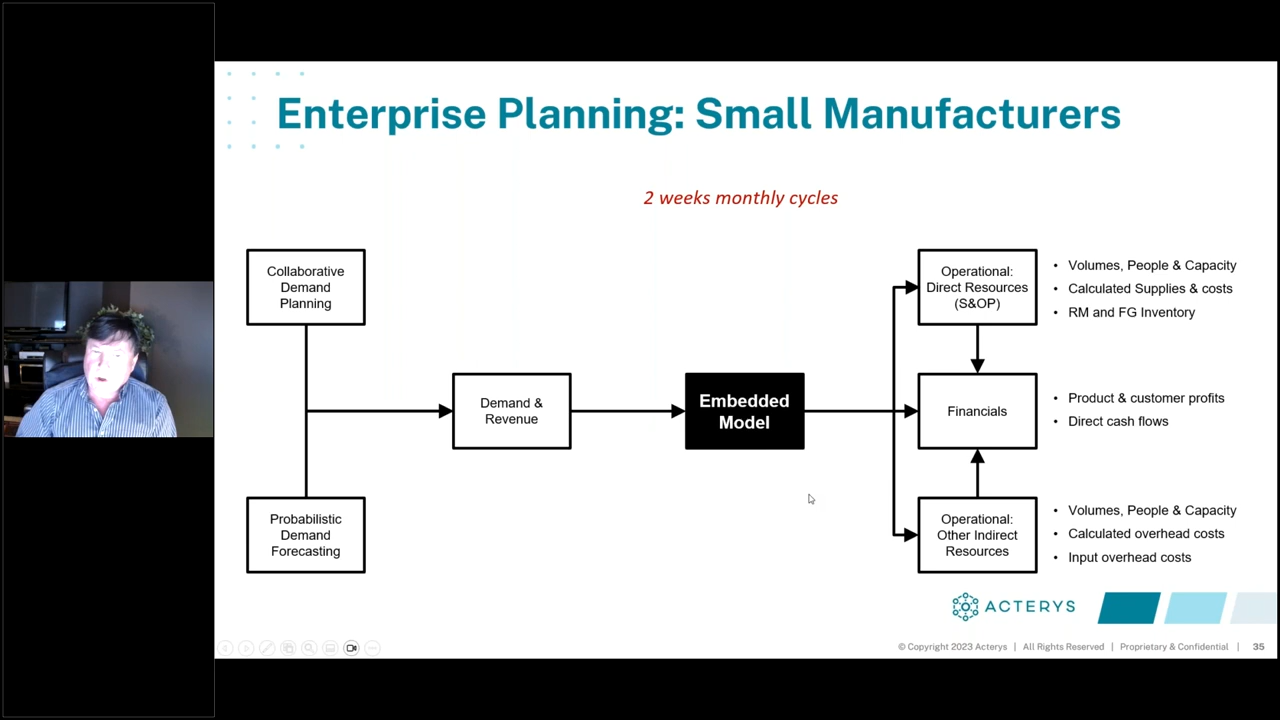 Enterprise Planning: Small Manufacturers
2 weeks monthly cycles
Collaborative
Demand
Planning
Probabilistic
Demand
Forecasting
Demand &
Revenue
Embedded
Model
Operational:
Direct Resources
(S&OP)
• Volumes, People & Capacity
• Calculated Supplies & costs
• RM and FG Inventory
Financials
• Product & customer profits
• Direct cash flows
Operational:
Other Indirect
Resources
• Volumes, People & Capacity
• Calculated overhead costs
• Input overhead costs
ACTERYS
© Copyright 2023 Acterys | All Rights Reserved | Proprietary & Confidential | 35